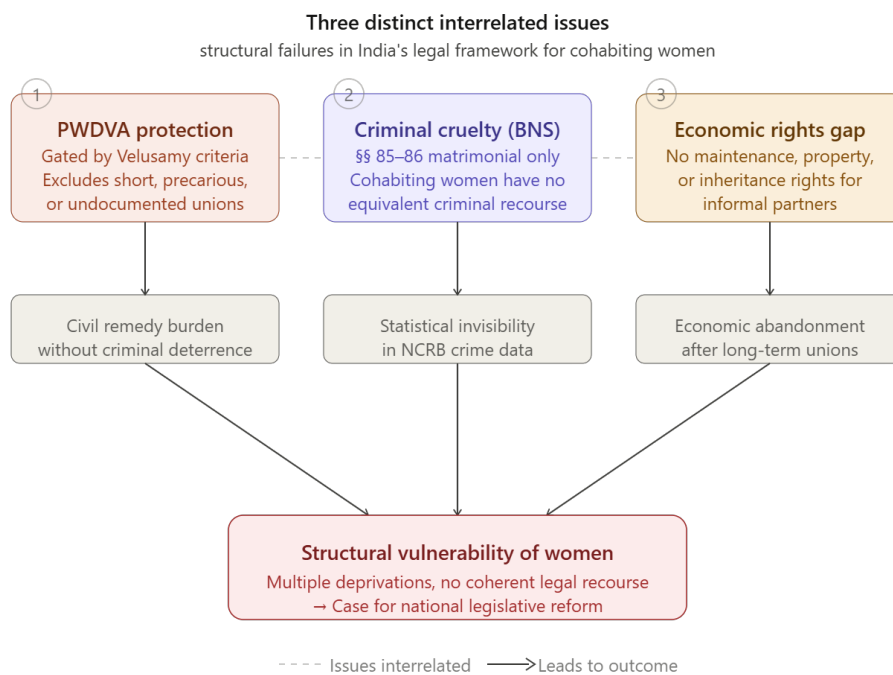 Three distinct interrelated issues
structural failures in India's legal framework for cohabiting women
1
PWDVA protection
Gated by Velusamy criteria
Excludes short, precarious,
or undocumented unions
2
Criminal cruelty (BNS)
§§ 85–86 matrimonial only
Cohabiting women have no
equivalent criminal recourse
3
Economic rights gap
No maintenance, property,
or inheritance rights for
informal partners
Civil remedy burden
without criminal deterrence
Statistical invisibility
in NCRB crime data
Economic abandonment
after long-term unions
Structural vulnerability of women
Multiple deprivations, no coherent legal recourse
→ Case for national legislative reform
Issues interrelated
Leads to outcome